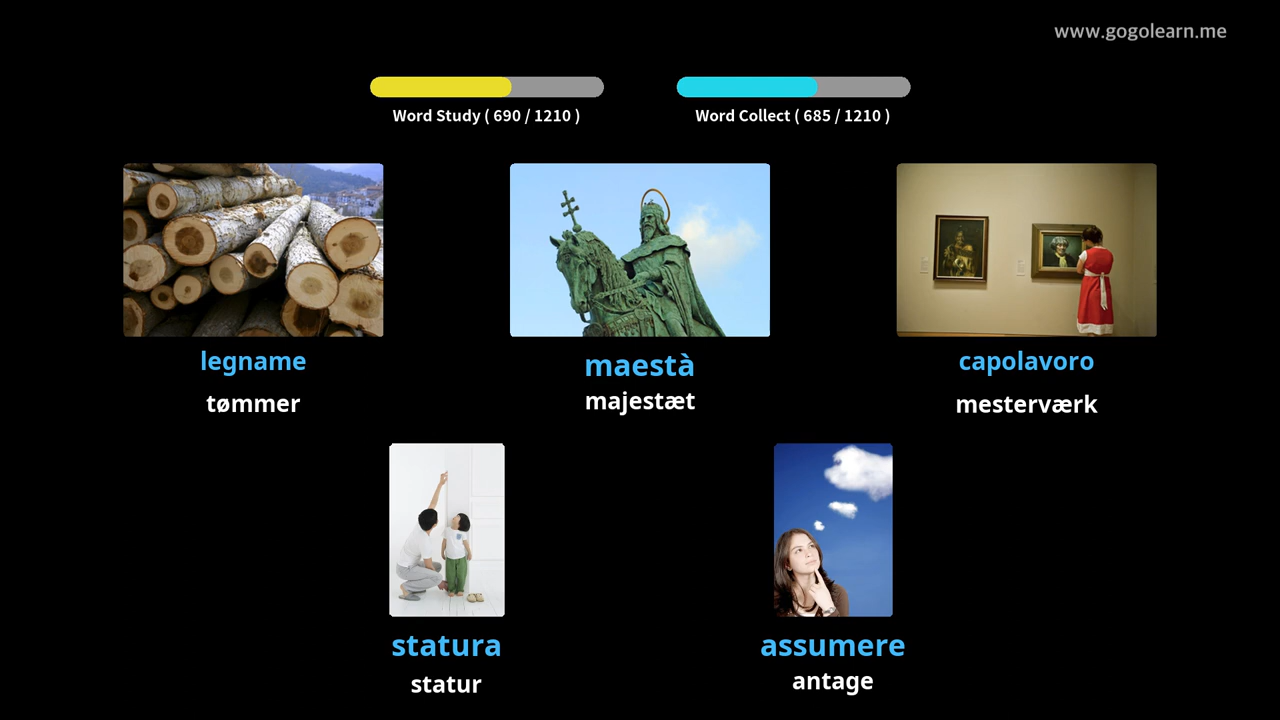 www.gogolearn.me
Word Study ( 690 / 1210 )
Word Collect ( 685 / 1210 )
legname
tømmer
maestà
majestæt
capolavoro
mesterværk
statura
statur
assumere
antage